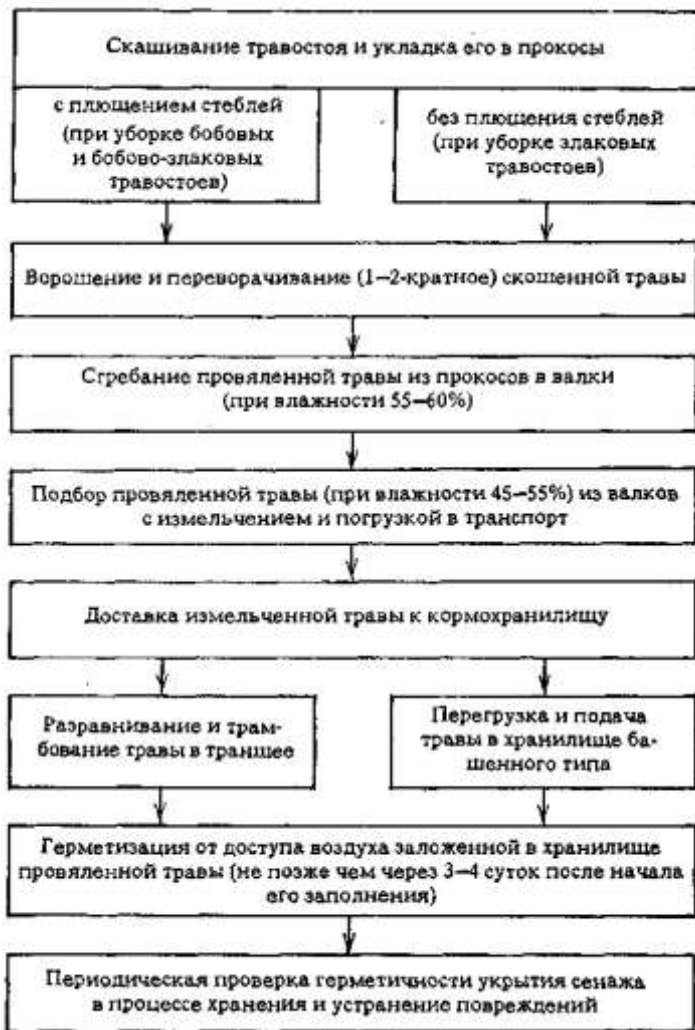 Скашивание травостоя и укладка его в прокосы
с плющением стеблей
(при уборке бобовых
и бобово-злаковых
травостоев)
без плющения стеблей
(при уборке злаковых
травостоев)
Ворошение и переворачивание (1—2-кратное) скошенной травы
Сгребание провяленной травы из прокосов в валки
(при влажности 55—60%)
Подбор провяленной травы (при влажности 45—55%) из валков
с измельчением и погрузкой в транспорт
Доставка измельченной травы к кормохранилищу
Разравнивание и трам-
бование травы в траншее
Перегрузка и подача
травы в хранилище ба-
шенного типа
Герметизация от доступа воздуха заложенной в хранилище
провяленной травы (не позже чем через 3—4 суток после начала
его заполнения)
Периодическая проверка герметичности укрытия сенажа
в процессе хранения и устранение повреждений